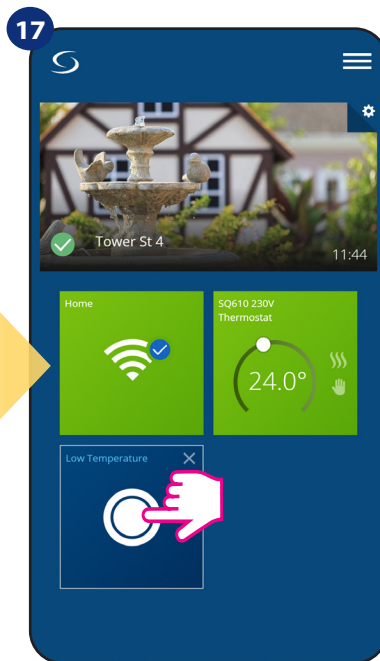 17
Tower St 4
11:44
Home
SQ610 230V
Thermostat
24.0°
Low Temperature